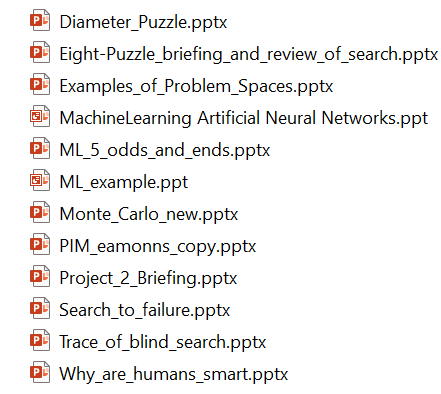 Diameter_Puzzle.pptx
Eight-Puzzle_briefing_and_review_of_search.pptx
Examples_of_Problem_Spaces.pptx
MachineLearning Artificial Neural Networks.ppt
ML_5_odds_and_ends.pptx
ML_example.ppt
Monte_Carlo_new.pptx
PIM_eamonns_copy.pptx
Project_2_Briefing.pptx
Search_to_failure.pptx
Trace_of_blind_search.pptx
Why_are_humans_smart.pptx